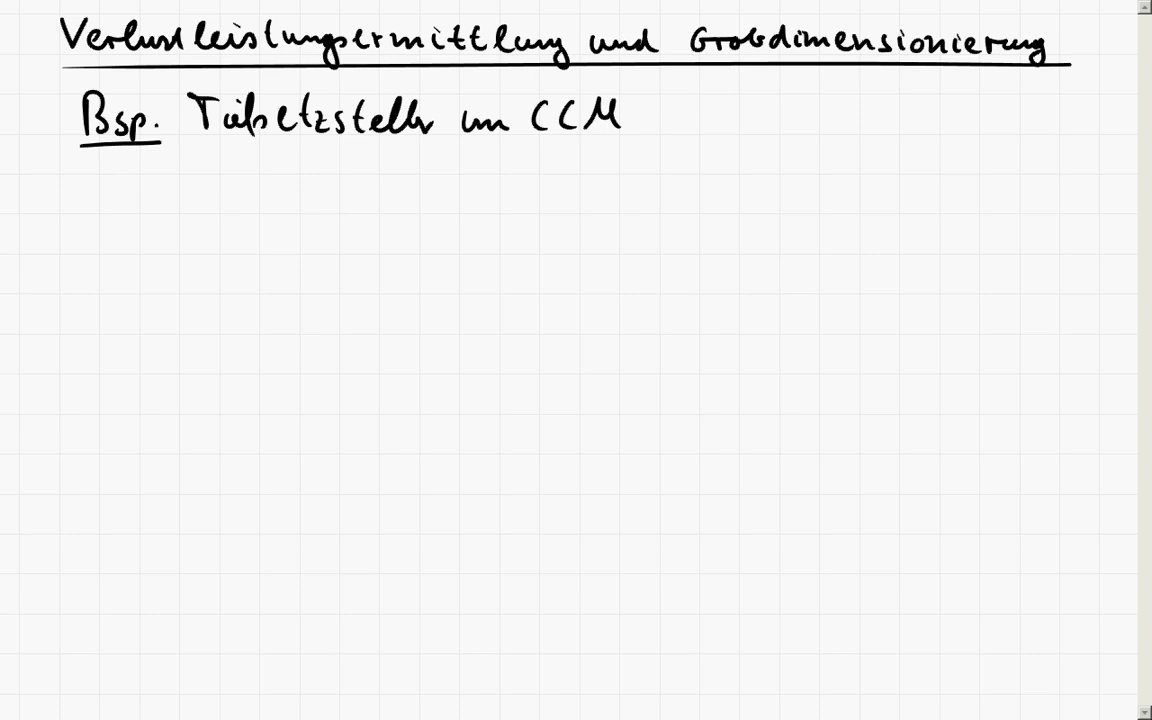 Verlustleistungsermittlung und Grobdimensionierung
Bsp. Tiefsetzsteller im CCM